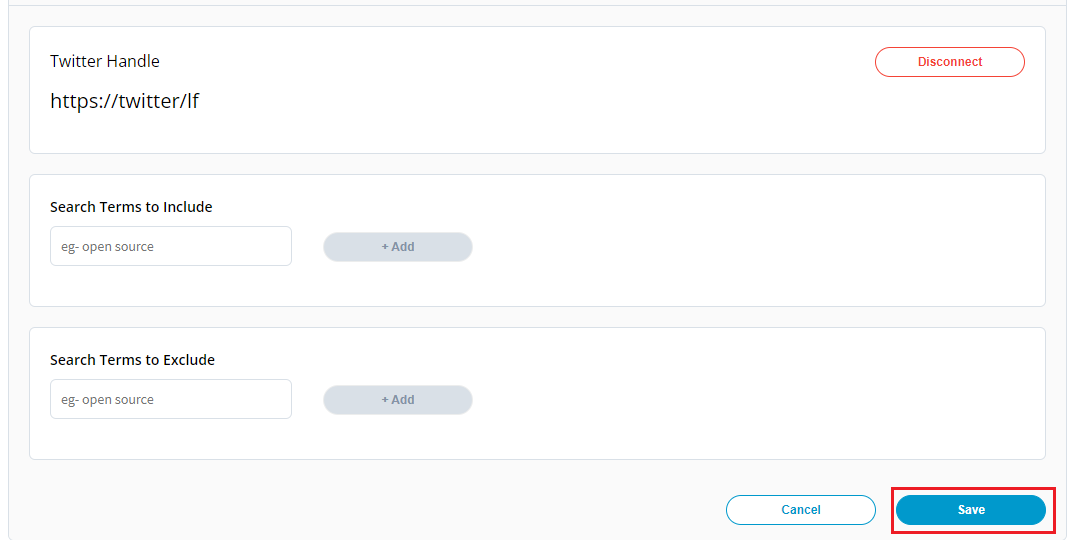 Twitter Handle
Disconnect
https://twitter/lf
Search Terms to Include
eg- open source
+ Add
Search Terms to Exclude
eg- open source
+ Add
Cancel
Save